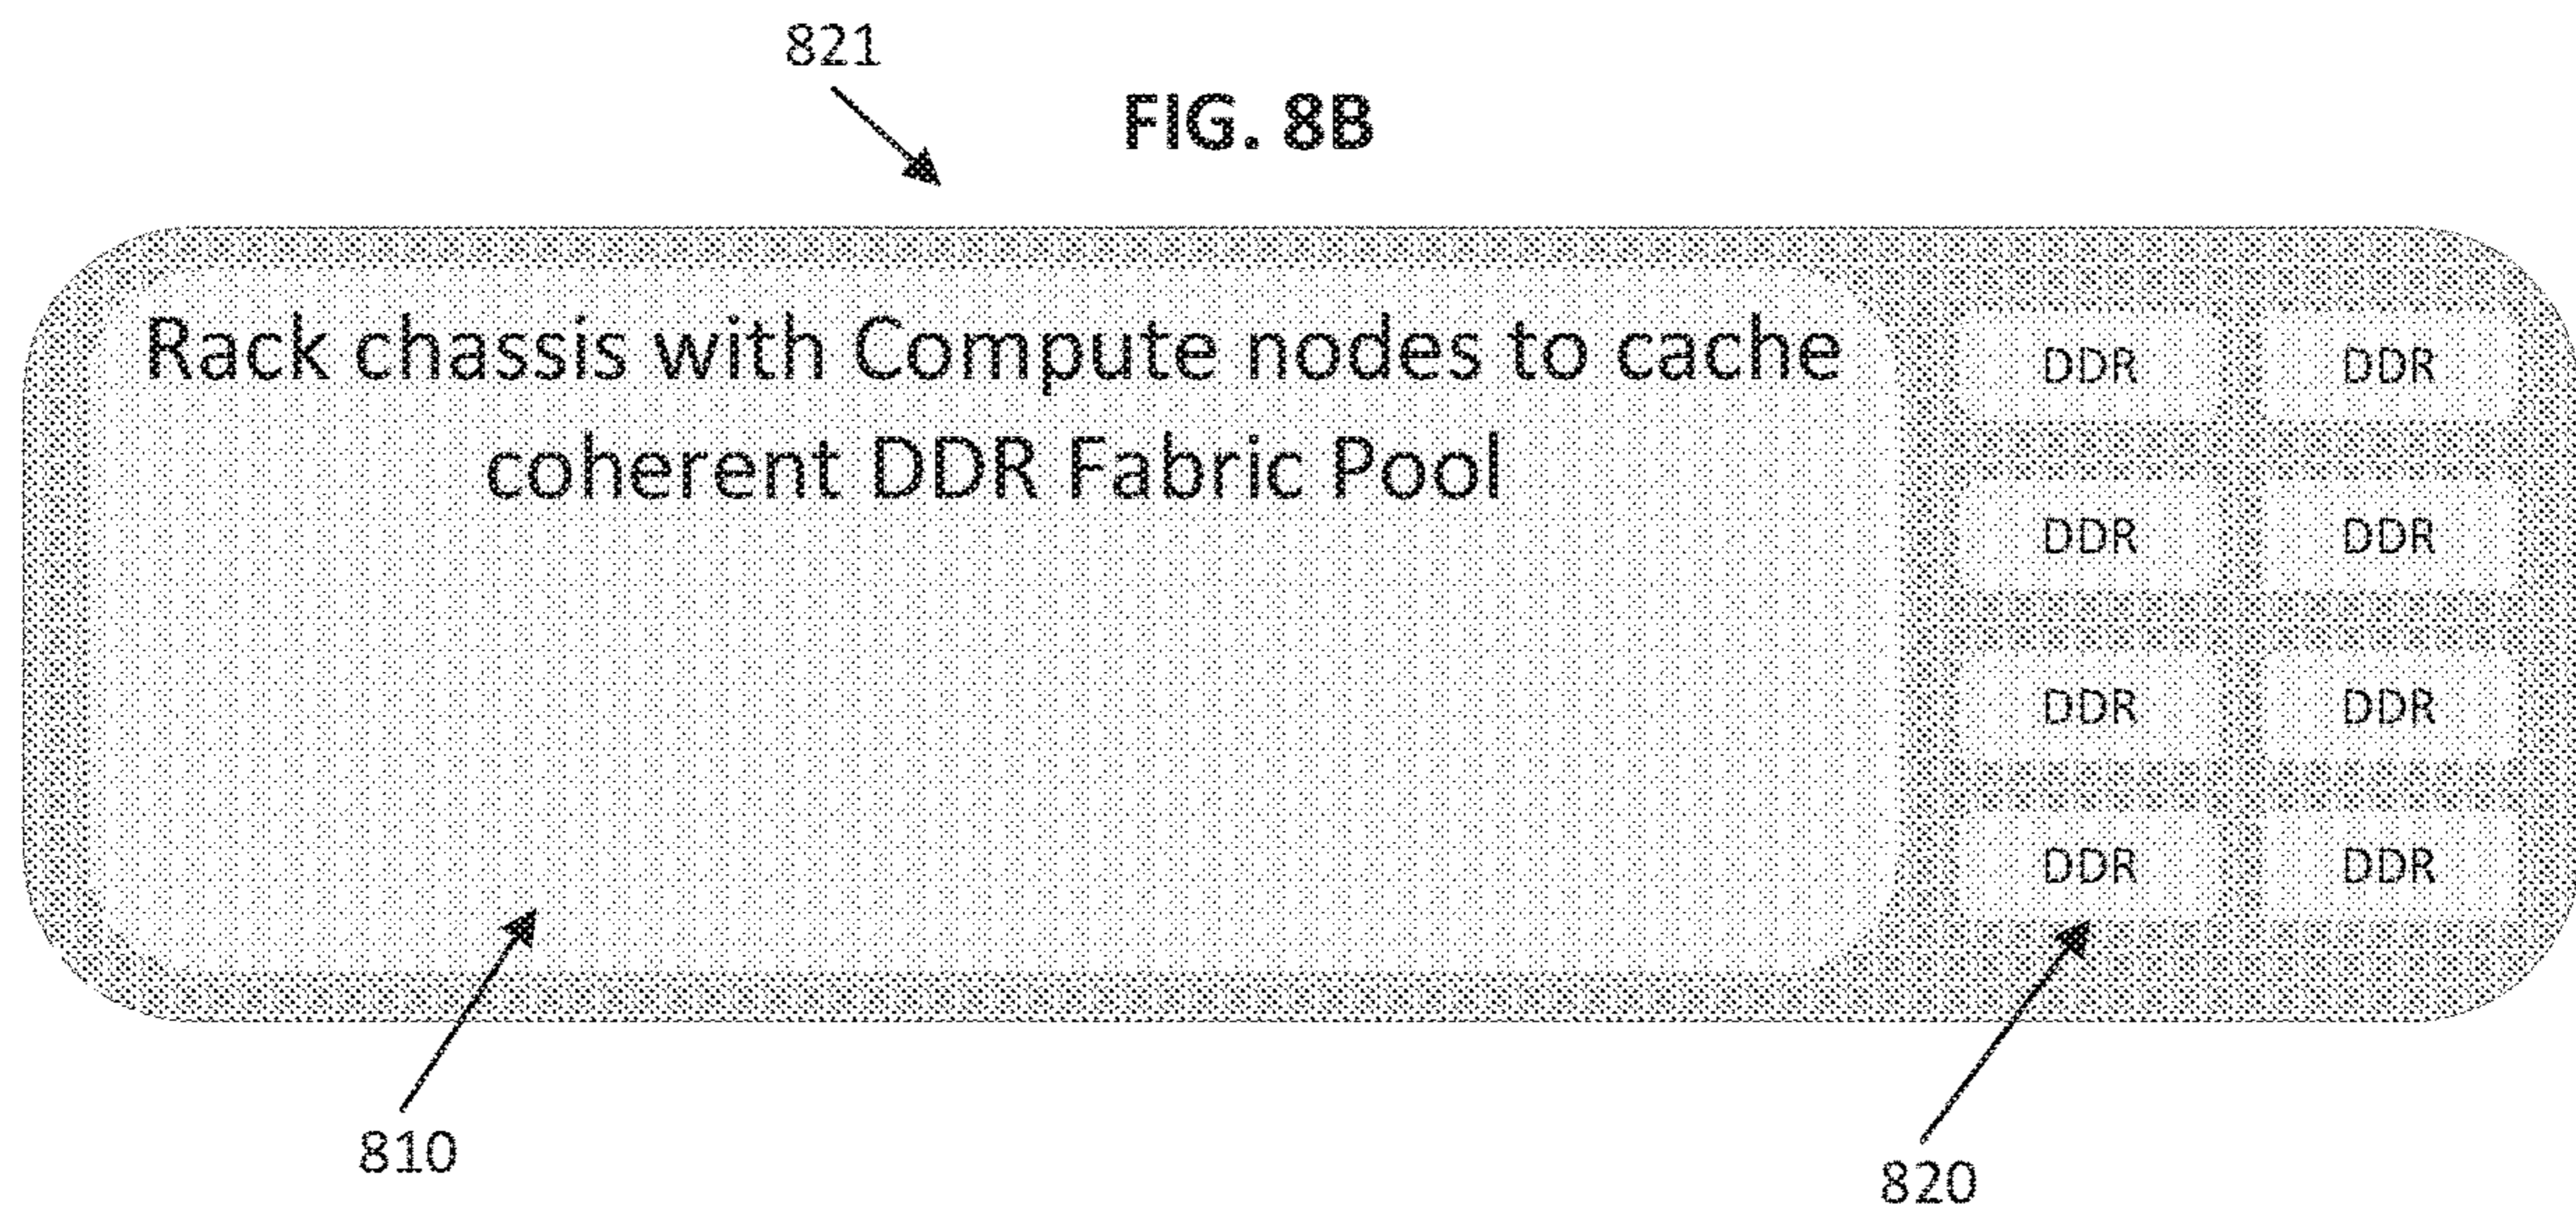 821
FIG. 8B
Rack chassis with Compute nodes to cache
coherent DDR Fabric Pool
DDR DDR
DDR DDR
DDR DDR
DDR DDR
810
820